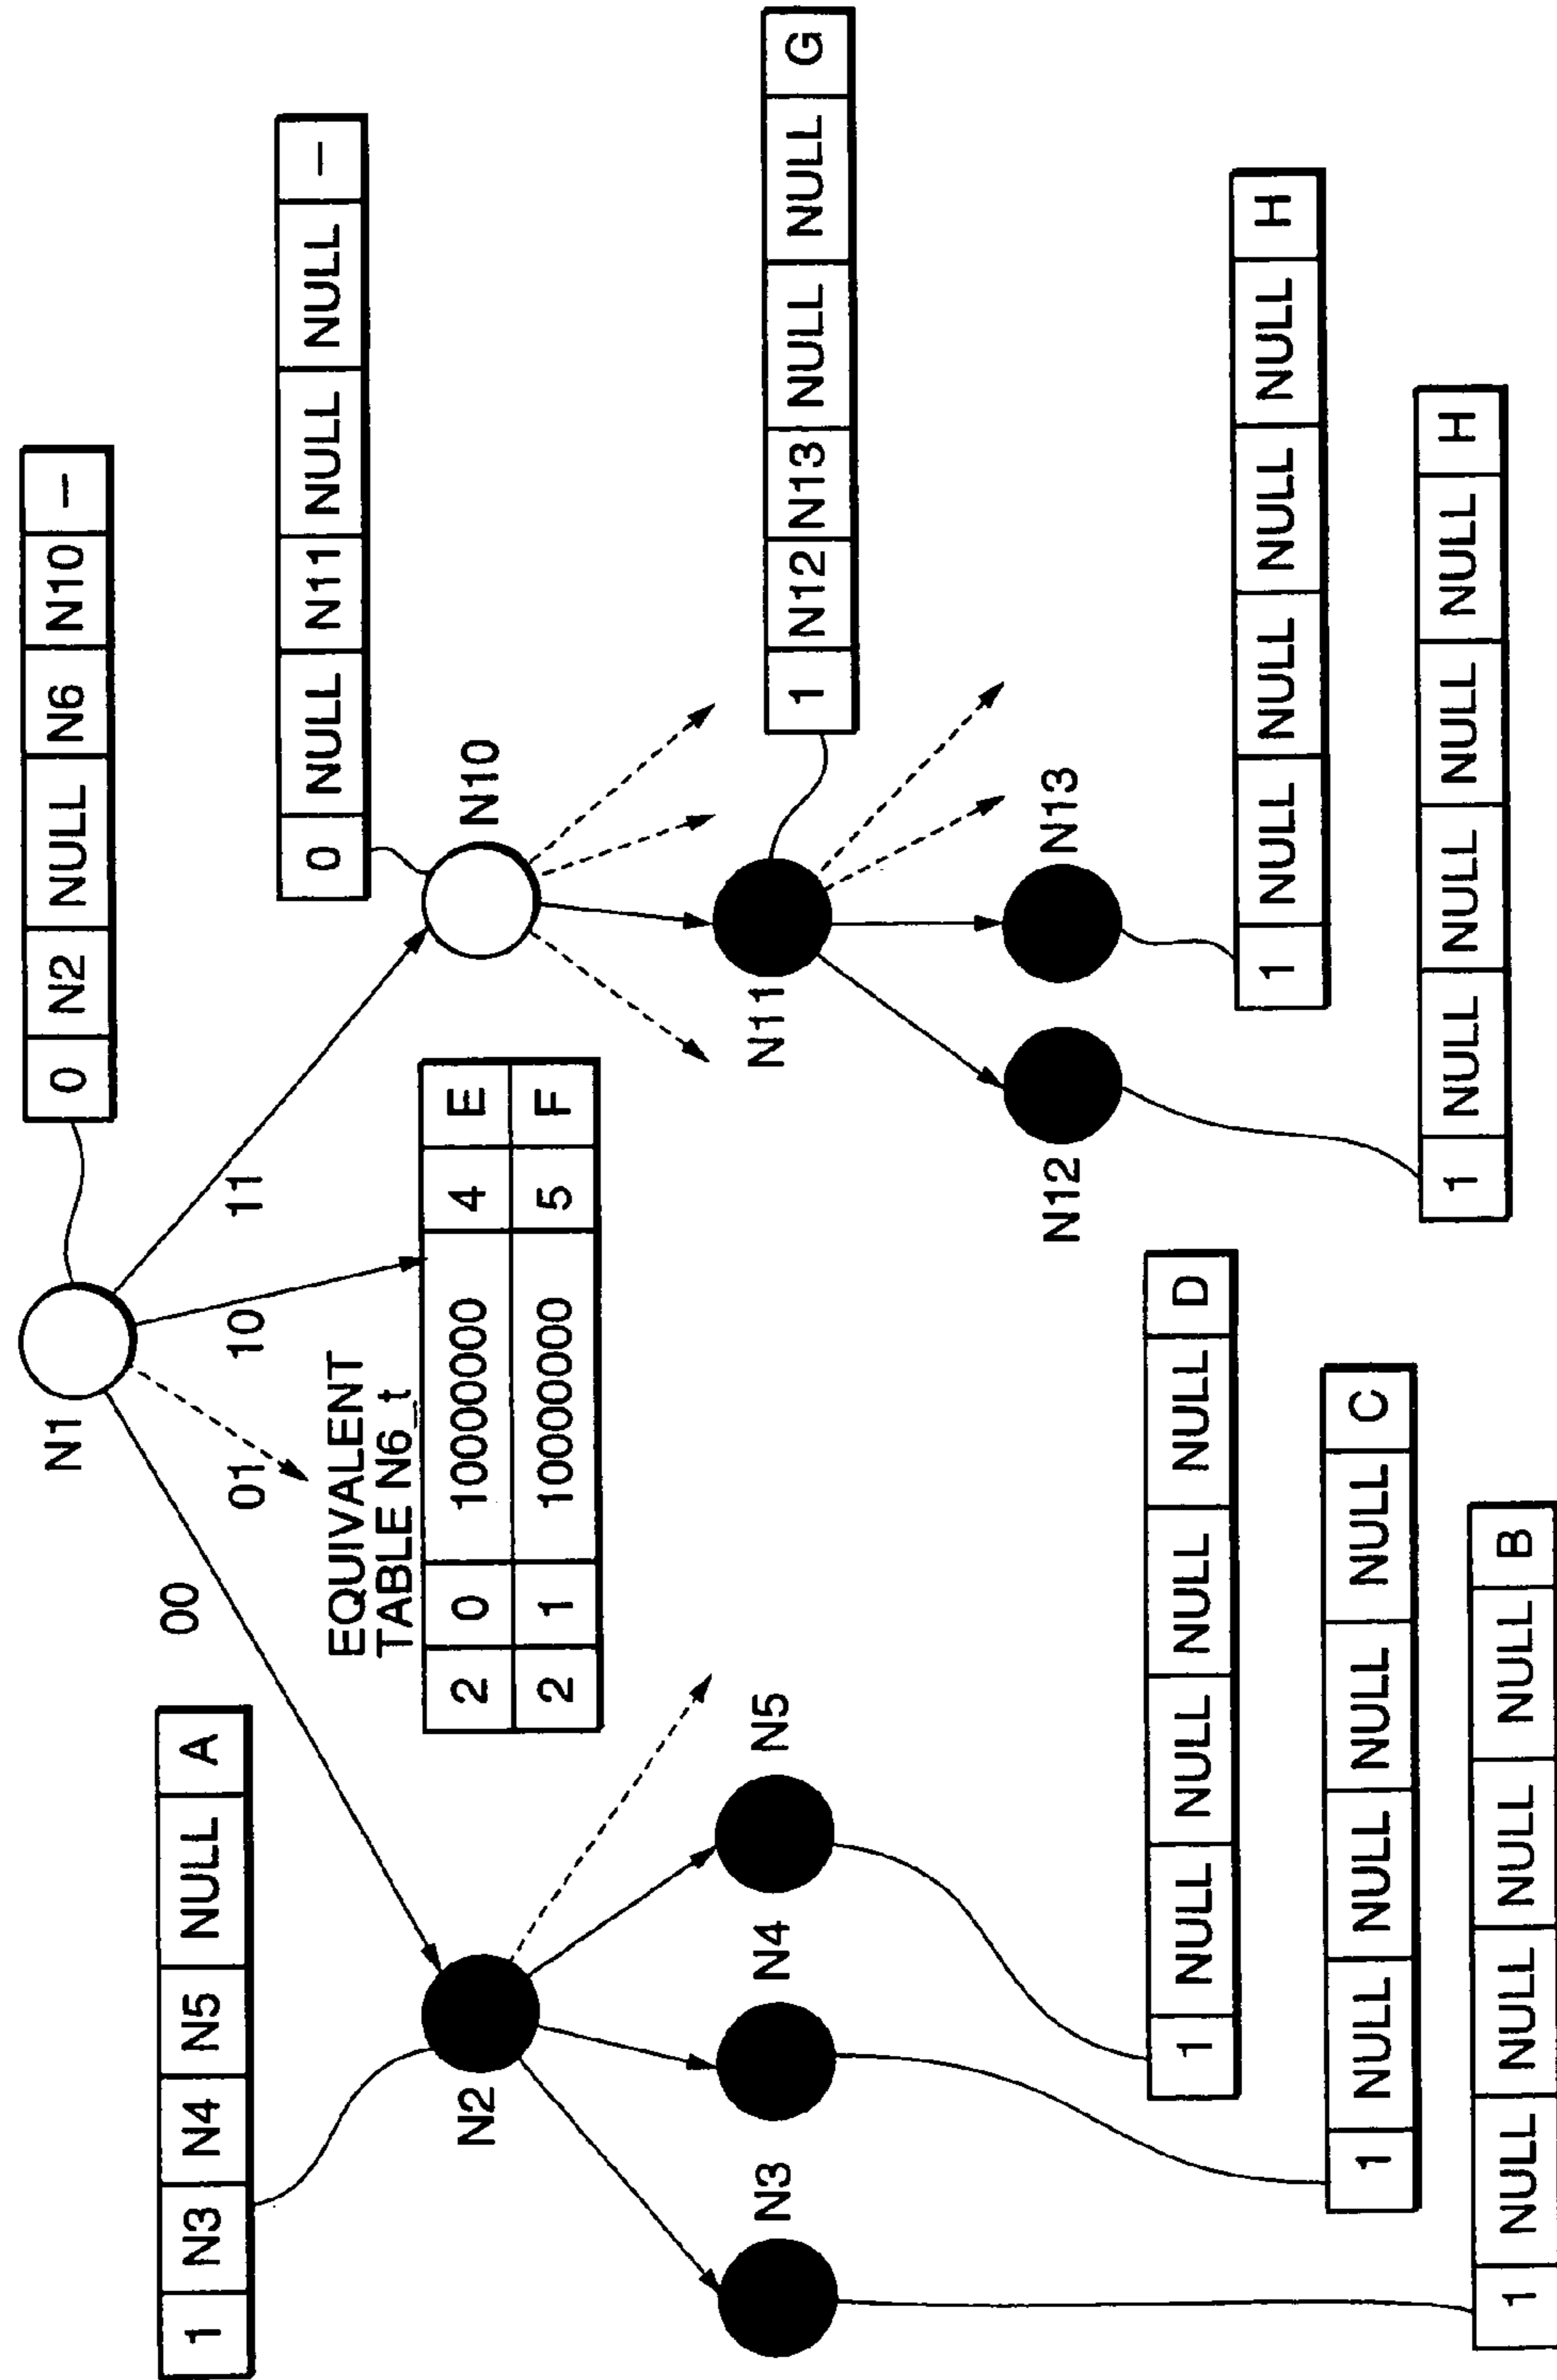 0 N2 NULL N6 N10 –
N1
00
01
10
11
1 N3 N4 N5 NULL A
0 NULL N11 NULL NULL –
EQUIVALENT
TABLE N6_t
2 0 10000000 4 E
2 1 10000000 5 F
N2
N10
N3
N4
N5
N11
1 N12 N13 NULL NULL G
N12
N13
1 NULL NULL NULL NULL D
1 NULL NULL NULL NULL H
1 NULL NULL NULL NULL C
1 NULL NULL NULL NULL H
1 NULL NULL NULL NULL B